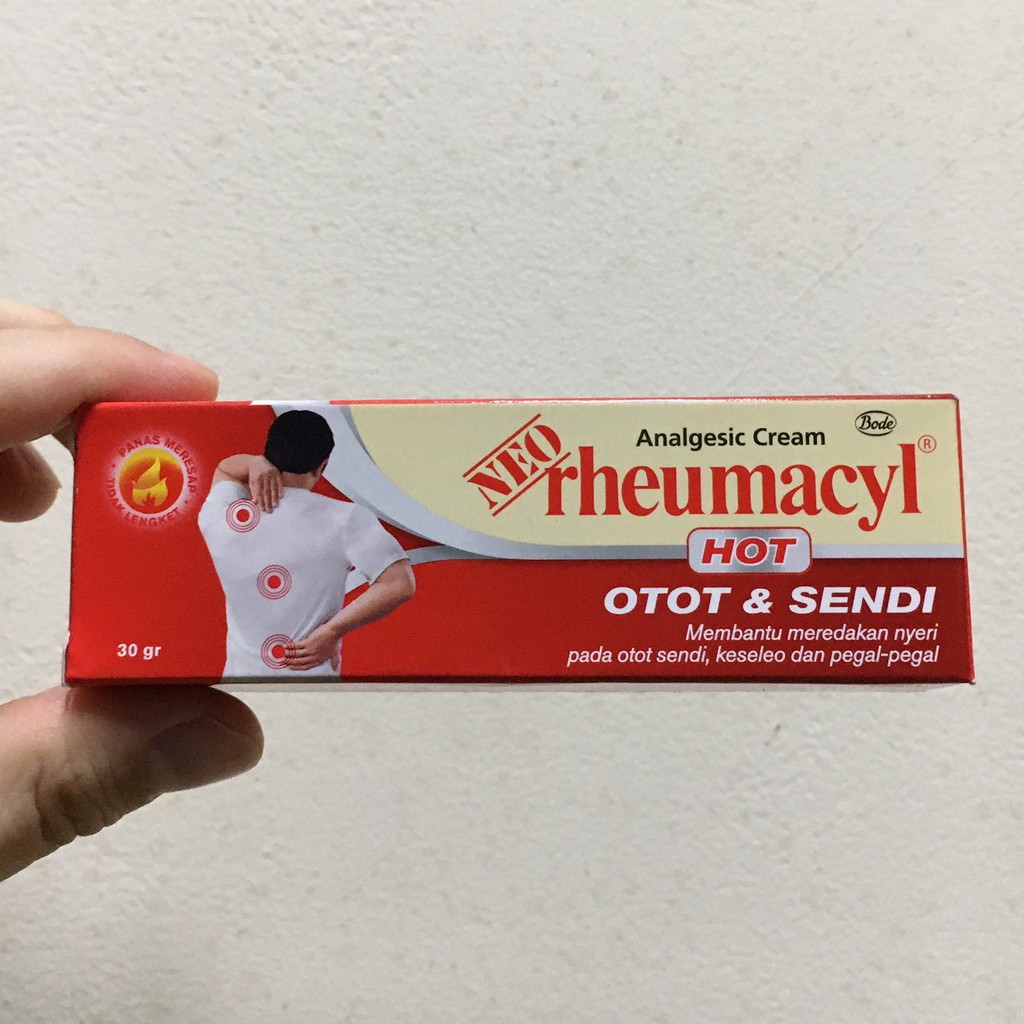 PANAS MERESAP
TIDAK LENGKET
30 gr
Analgesic Cream
Bode
NEO rheumacyl®
HOT
OTOT & SENDI
Membantu meredakan nyeri
pada otot sendi, keseleo dan pegal-pegal